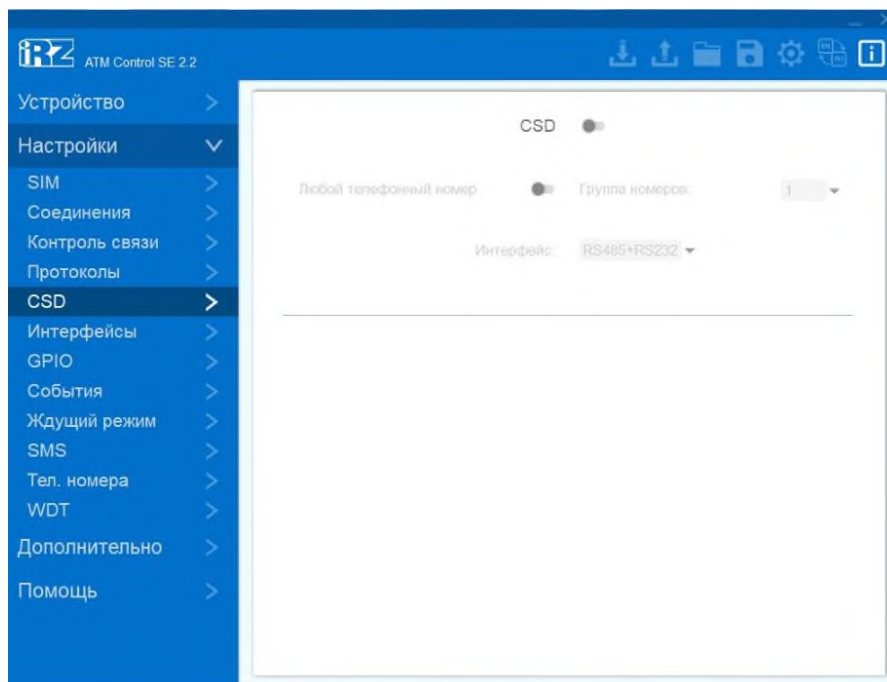 iRZ ATM Control SE 2.2
Устройство
Настройки
SIM
Соединения
Контроль связи
Протоколы
CSD
Интерфейсы
GPIO
События
Ждущий режим
SMS
Тел. номера
WDT
Дополнительно
Помощь
CSD
Любой телефонный номер
Группа номеров: 1
Интерфейс: RS485+RS232